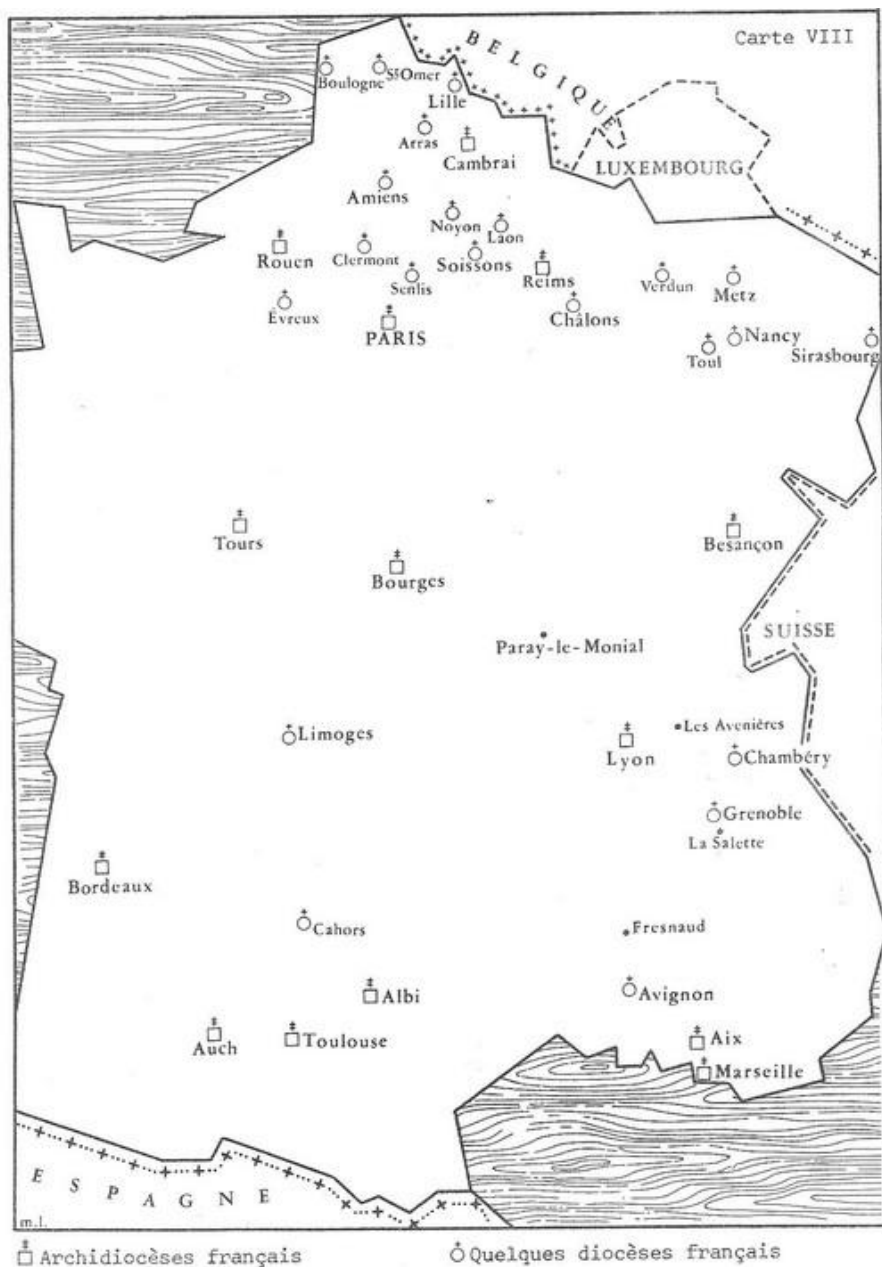 Carte VIII
BELGIQUE
Boulogne
St Omer
Lille
Arras
Cambrai
LUXEMBOURG
Amiens
Noyon
Laon
Rouen
Clermont
Soissons
Reims
Senlis
Verdun
Metz
Évreux
Châlons
PARIS
Nancy
Toul
Sirasbourg
Tours
Besançon
Bourges
SUISSE
Paray-le-Monial
Les Avenières
Limoges
Lyon
Chambéry
Grenoble
La Salette
Bordeaux
Cahors
Fresnaud
Albi
Avignon
Auch
Toulouse
Aix
Marseille
ESPAGNE
m.l.
Archidiocèses français
Quelques diocèses français